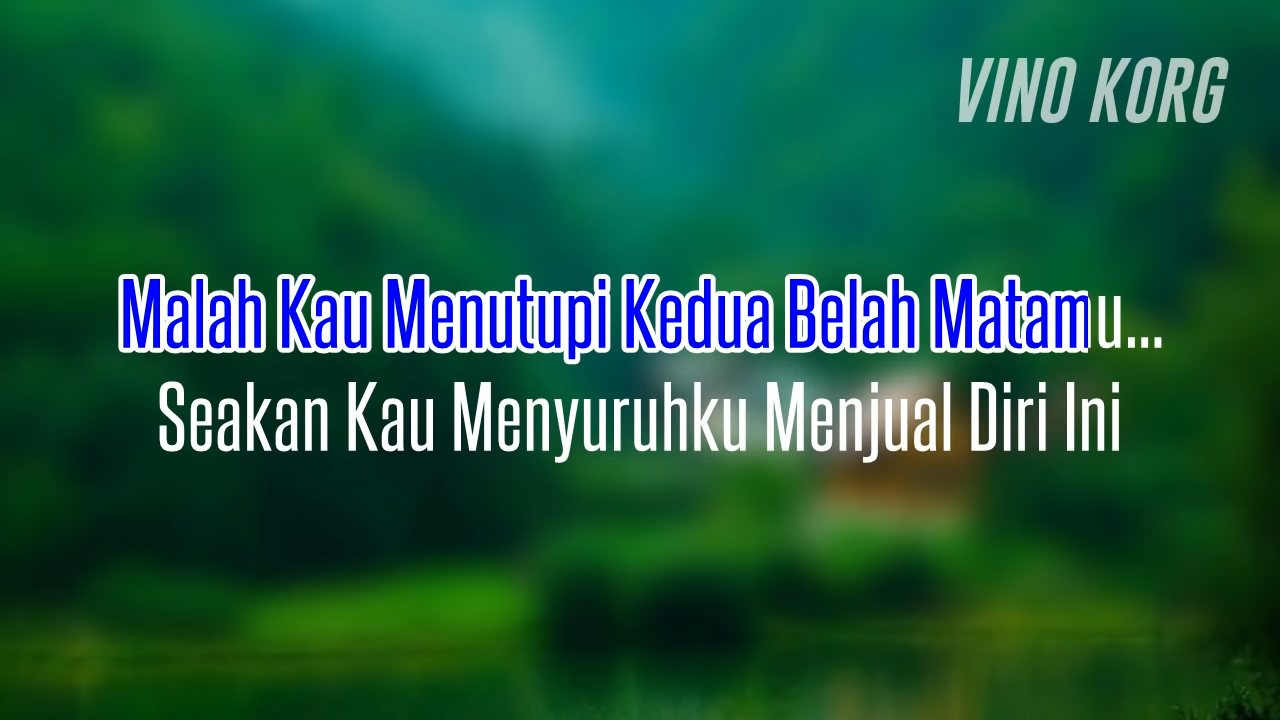 VINO KORG
Malah Kau Menutupi Kedua Belah Matamu...
Seakan Kau Menyuruhku Menjual Diri Ini